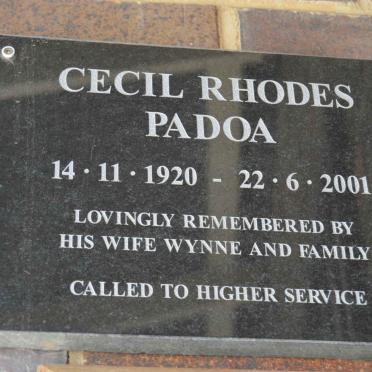 CECIL RHODES
PADOA
14 · 11 · 1920 - 22 · 6 · 2001
LOVINGLY REMEMBERED BY
HIS WIFE WYNNE AND FAMILY
CALLED TO HIGHER SERVICE